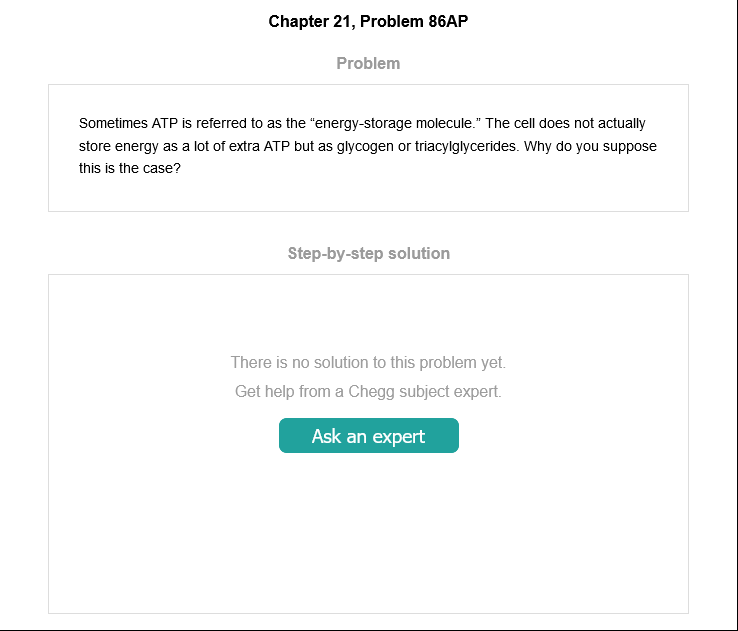 Chapter 21, Problem 86AP
Problem
Sometimes ATP is referred to as the “energy-storage molecule.” The cell does not actually
store energy as a lot of extra ATP but as glycogen or triacylglycerides. Why do you suppose
this is the case?
Step-by-step solution
There is no solution to this problem yet.
Get help from a Chegg subject expert.
Ask an expert